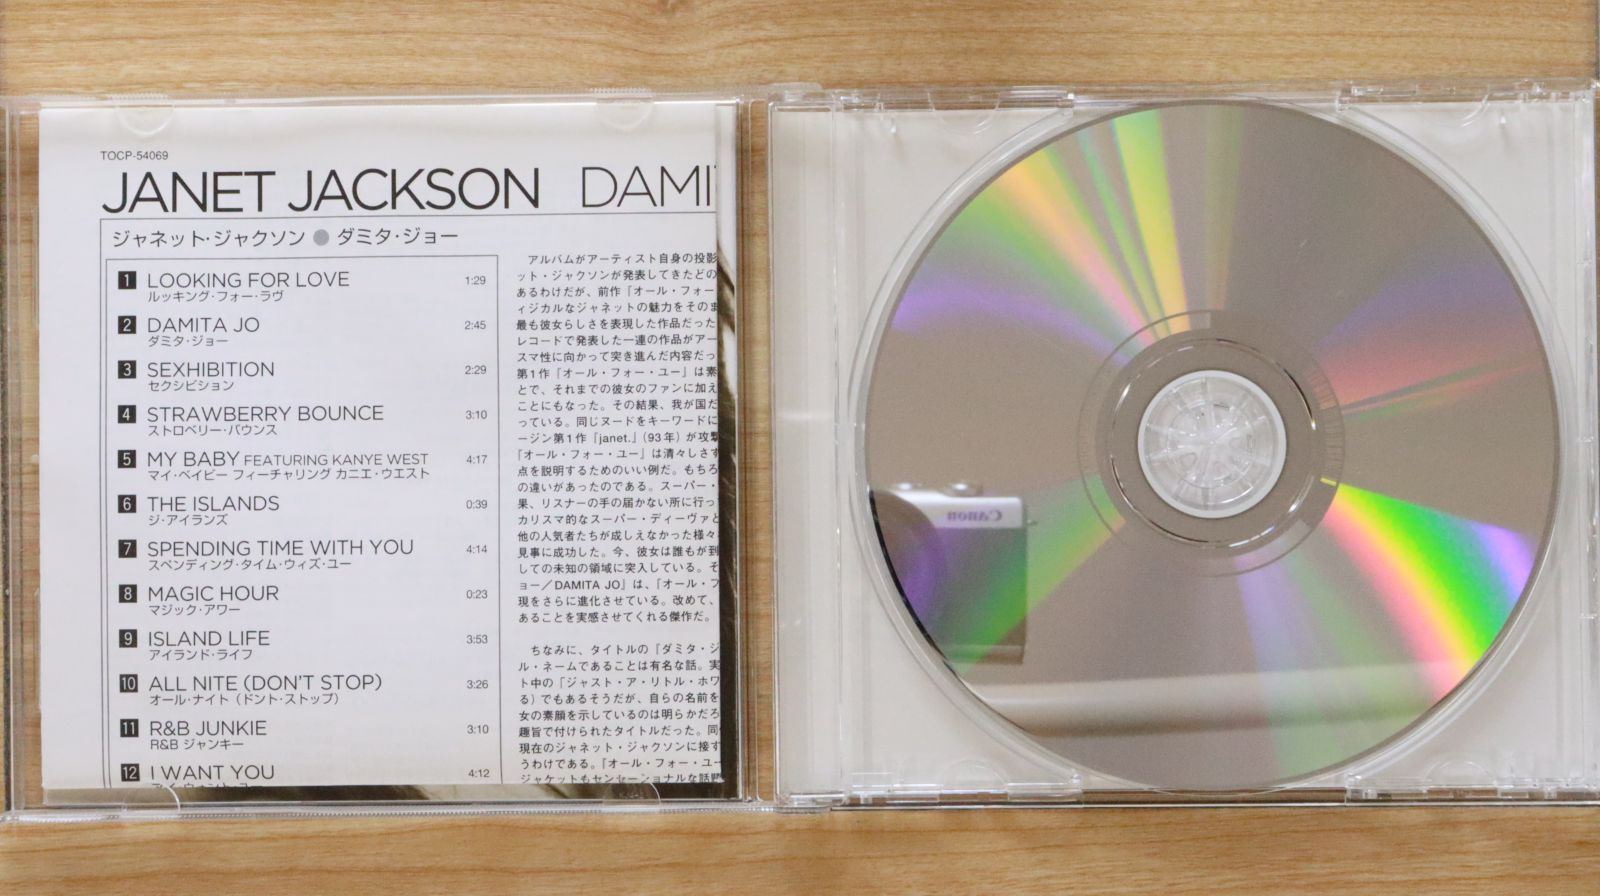 TOCP-54069
JANET JACKSON DAMI
ジャネット・ジャクソン●ダミタ・ジョー
1 LOOKING FOR LOVE 1:29
ルッキング・フォー・ラヴ
2 DAMITA JO 2:45
ダミタ・ジョー
3 SEXHIBITION 2:29
セクシビション
4 STRAWBERRY BOUNCE 3:10
ストロベリー・バウンス
5 MY BABY FEATURING KANYE WEST 4:17
マイ・ベイビー フィーチャリング カニエ・ウエスト
6 THE ISLANDS 0:39
ジ・アイランズ
7 SPENDING TIME WITH YOU 4:14
スペンディング・タイム・ウィズ・ユー
8 MAGIC HOUR 0:23
マジック・アワー
9 ISLAND LIFE 3:53
アイランド・ライフ
10 ALL NITE (DON'T STOP) 3:26
オール・ナイト（ドント・ストップ）
11 R&B JUNKIE 3:10
R&B ジャンキー
12 I WANT YOU 4:12
アイ・ウォント・ユー
アルバムがアーティスト自身の投影
ット・ジャクソンが発表してきたどの
あるわけだが、前作『オール・フォー
ィジカルなジャネットの魅力をそのま
最も彼女らしさを表現した作品だった
レコードで発表した一連の作品がアー
スマ性に向かって突き進んだ内容だっ
第1作『オール・フォー・ユー』は素
とで、それまでの彼女のファンに加え
ことにもなった。その結果、我が国だ
っている。同じヌードをキーワードに
ージン第1作『janet.』（93年）が攻撃
『オール・フォー・ユー』は清々しさす
点を説明するためのいい例だ。もちろ
の違いがあったのである。スーパー・
果、リスナーの手の届かない所に行っ
カリスマ的なスーパー・ディーヴァと
他の人気者たちが成しえなかった様々
見事に成功した。今、彼女は誰もが到
しての未知の領域に突入している。そ
ョー／DAMITA JO』は、『オール・フ
現をさらに進化させている。改めて、
あることを実感させてくれる傑作だ。
ちなみに、タイトルの『ダミタ・ジ
ル・ネームであることは有名な話。実
ト中の「ジャスト・ア・リトル・ホワ
る）でもあるそうだが、自らの名前を
女の素顔を示しているのは明らかだろ
趣旨で付けられたタイトルだった。同
現在のジャネット・ジャクソンに接す
うわけである。『オール・フォー・ユー
ジャケットもセンセーショナルな話題
Canon